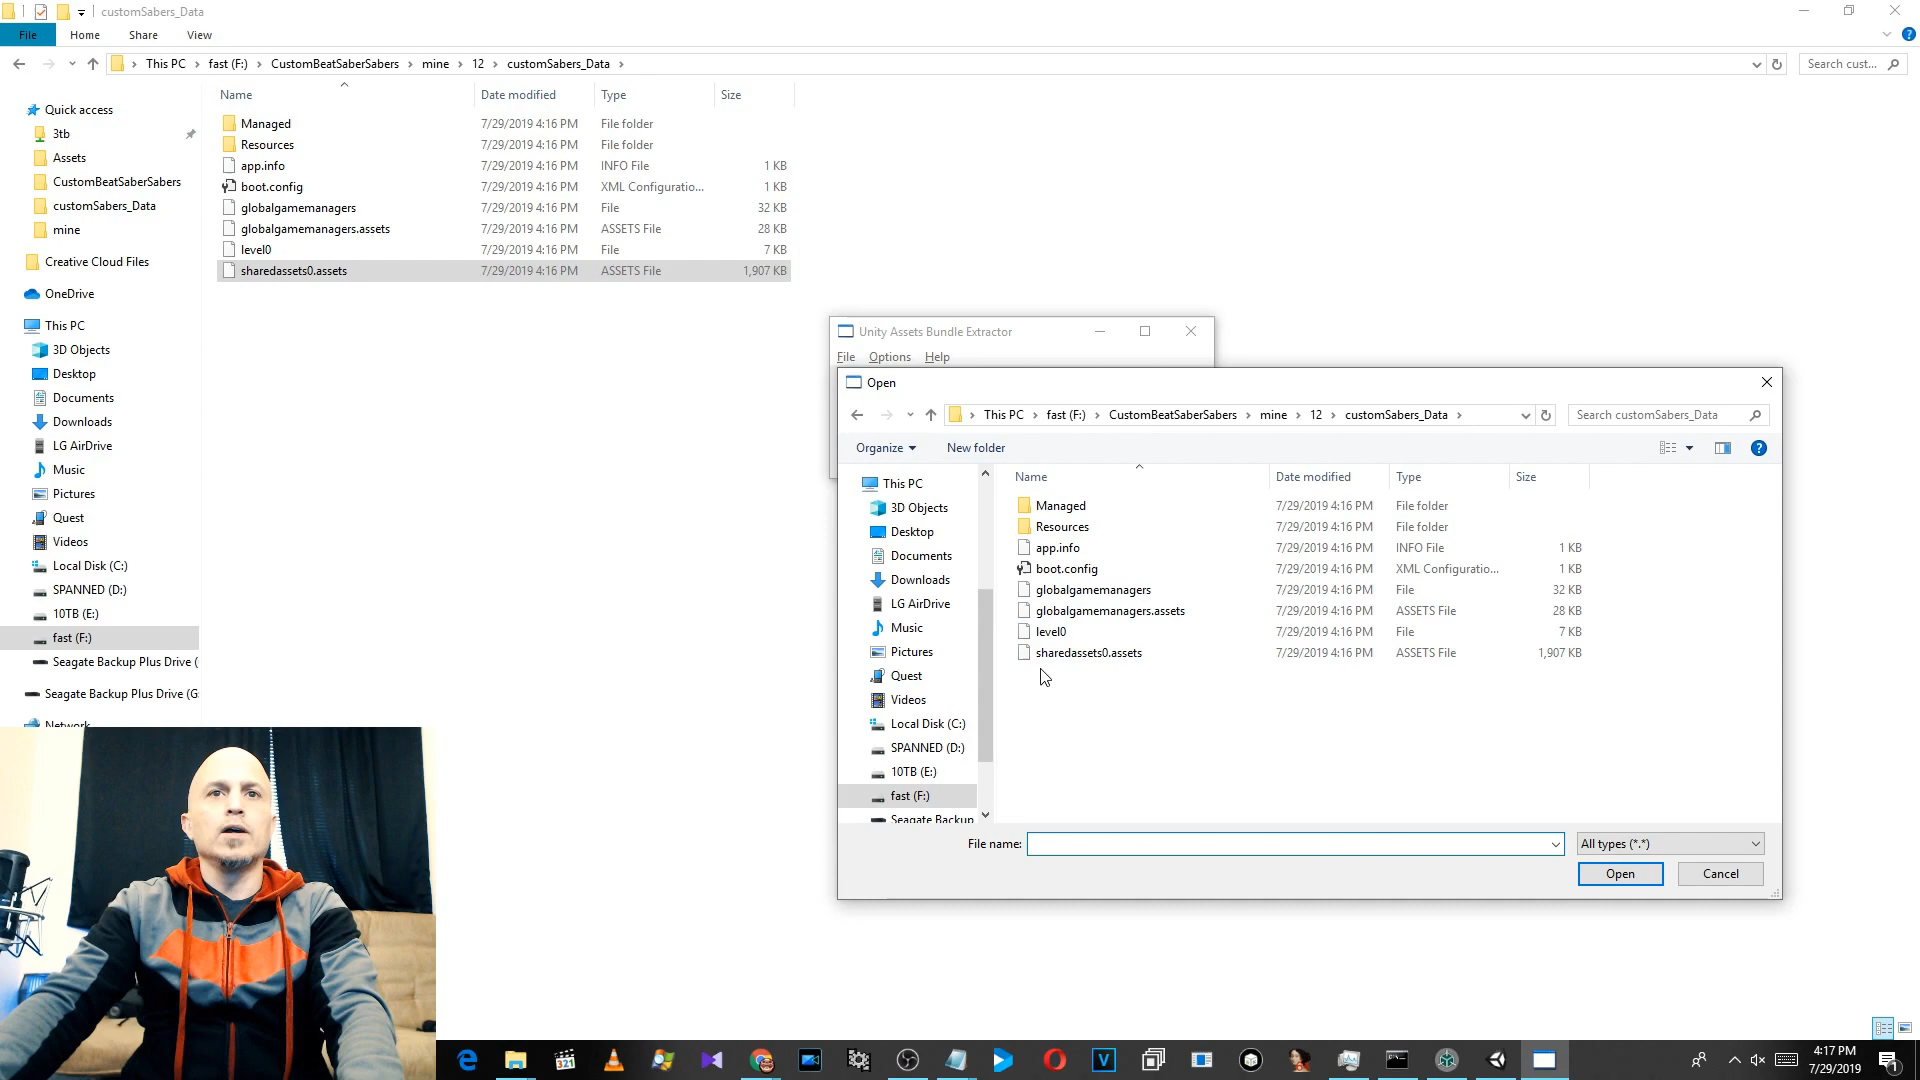 customSabers_Data
File Home Share View
This PC > fast (F:) > CustomBeatSaberSabers > mine > 12 > customSabers_Data >
Search cust...
Name Date modified Type Size
Managed 7/29/2019 4:16 PM File folder
Resources 7/29/2019 4:16 PM File folder
app.info 7/29/2019 4:16 PM INFO File 1 KB
boot.config 7/29/2019 4:16 PM XML Configuratio... 1 KB
globalgamemanagers 7/29/2019 4:16 PM File 32 KB
globalgamemanagers.assets 7/29/2019 4:16 PM ASSETS File 28 KB
level0 7/29/2019 4:16 PM File 7 KB
sharedassets0.assets 7/29/2019 4:16 PM ASSETS File 1,907 KB
Quick access
3tb
Assets
CustomBeatSaberSabers
customSabers_Data
mine
Creative Cloud Files
OneDrive
This PC
3D Objects
Desktop
Documents
Downloads
LG AirDrive
Music
Pictures
Quest
Videos
Local Disk (C:)
SPANNED (D:)
10TB (E:)
fast (F:)
Seagate Backup Plus Drive (
Seagate Backup Plus Drive (G:
Network
Unity Assets Bundle Extractor
File Options Help
Open
This PC > fast (F:) > CustomBeatSaberSabers > mine > 12 > customSabers_Data >
Search customSabers_Data
Organize New folder
This PC
3D Objects
Desktop
Documents
Downloads
LG AirDrive
Music
Pictures
Quest
Videos
Local Disk (C:)
SPANNED (D:)
10TB (E:)
fast (F:)
Seagate Backup
Name Date modified Type Size
Managed 7/29/2019 4:16 PM File folder
Resources 7/29/2019 4:16 PM File folder
app.info 7/29/2019 4:16 PM INFO File 1 KB
boot.config 7/29/2019 4:16 PM XML Configuratio... 1 KB
globalgamemanagers 7/29/2019 4:16 PM File 32 KB
globalgamemanagers.assets 7/29/2019 4:16 PM ASSETS File 28 KB
level0 7/29/2019 4:16 PM File 7 KB
sharedassets0.assets 7/29/2019 4:16 PM ASSETS File 1,907 KB
File name:
All types (*.*)
Open Cancel
4:17 PM
7/29/2019